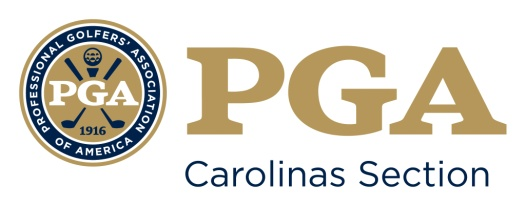 PROFESSIONAL GOLFERS' ASSOCIATION
OF AMERICA
PGA
1916
PGA
Carolinas Section